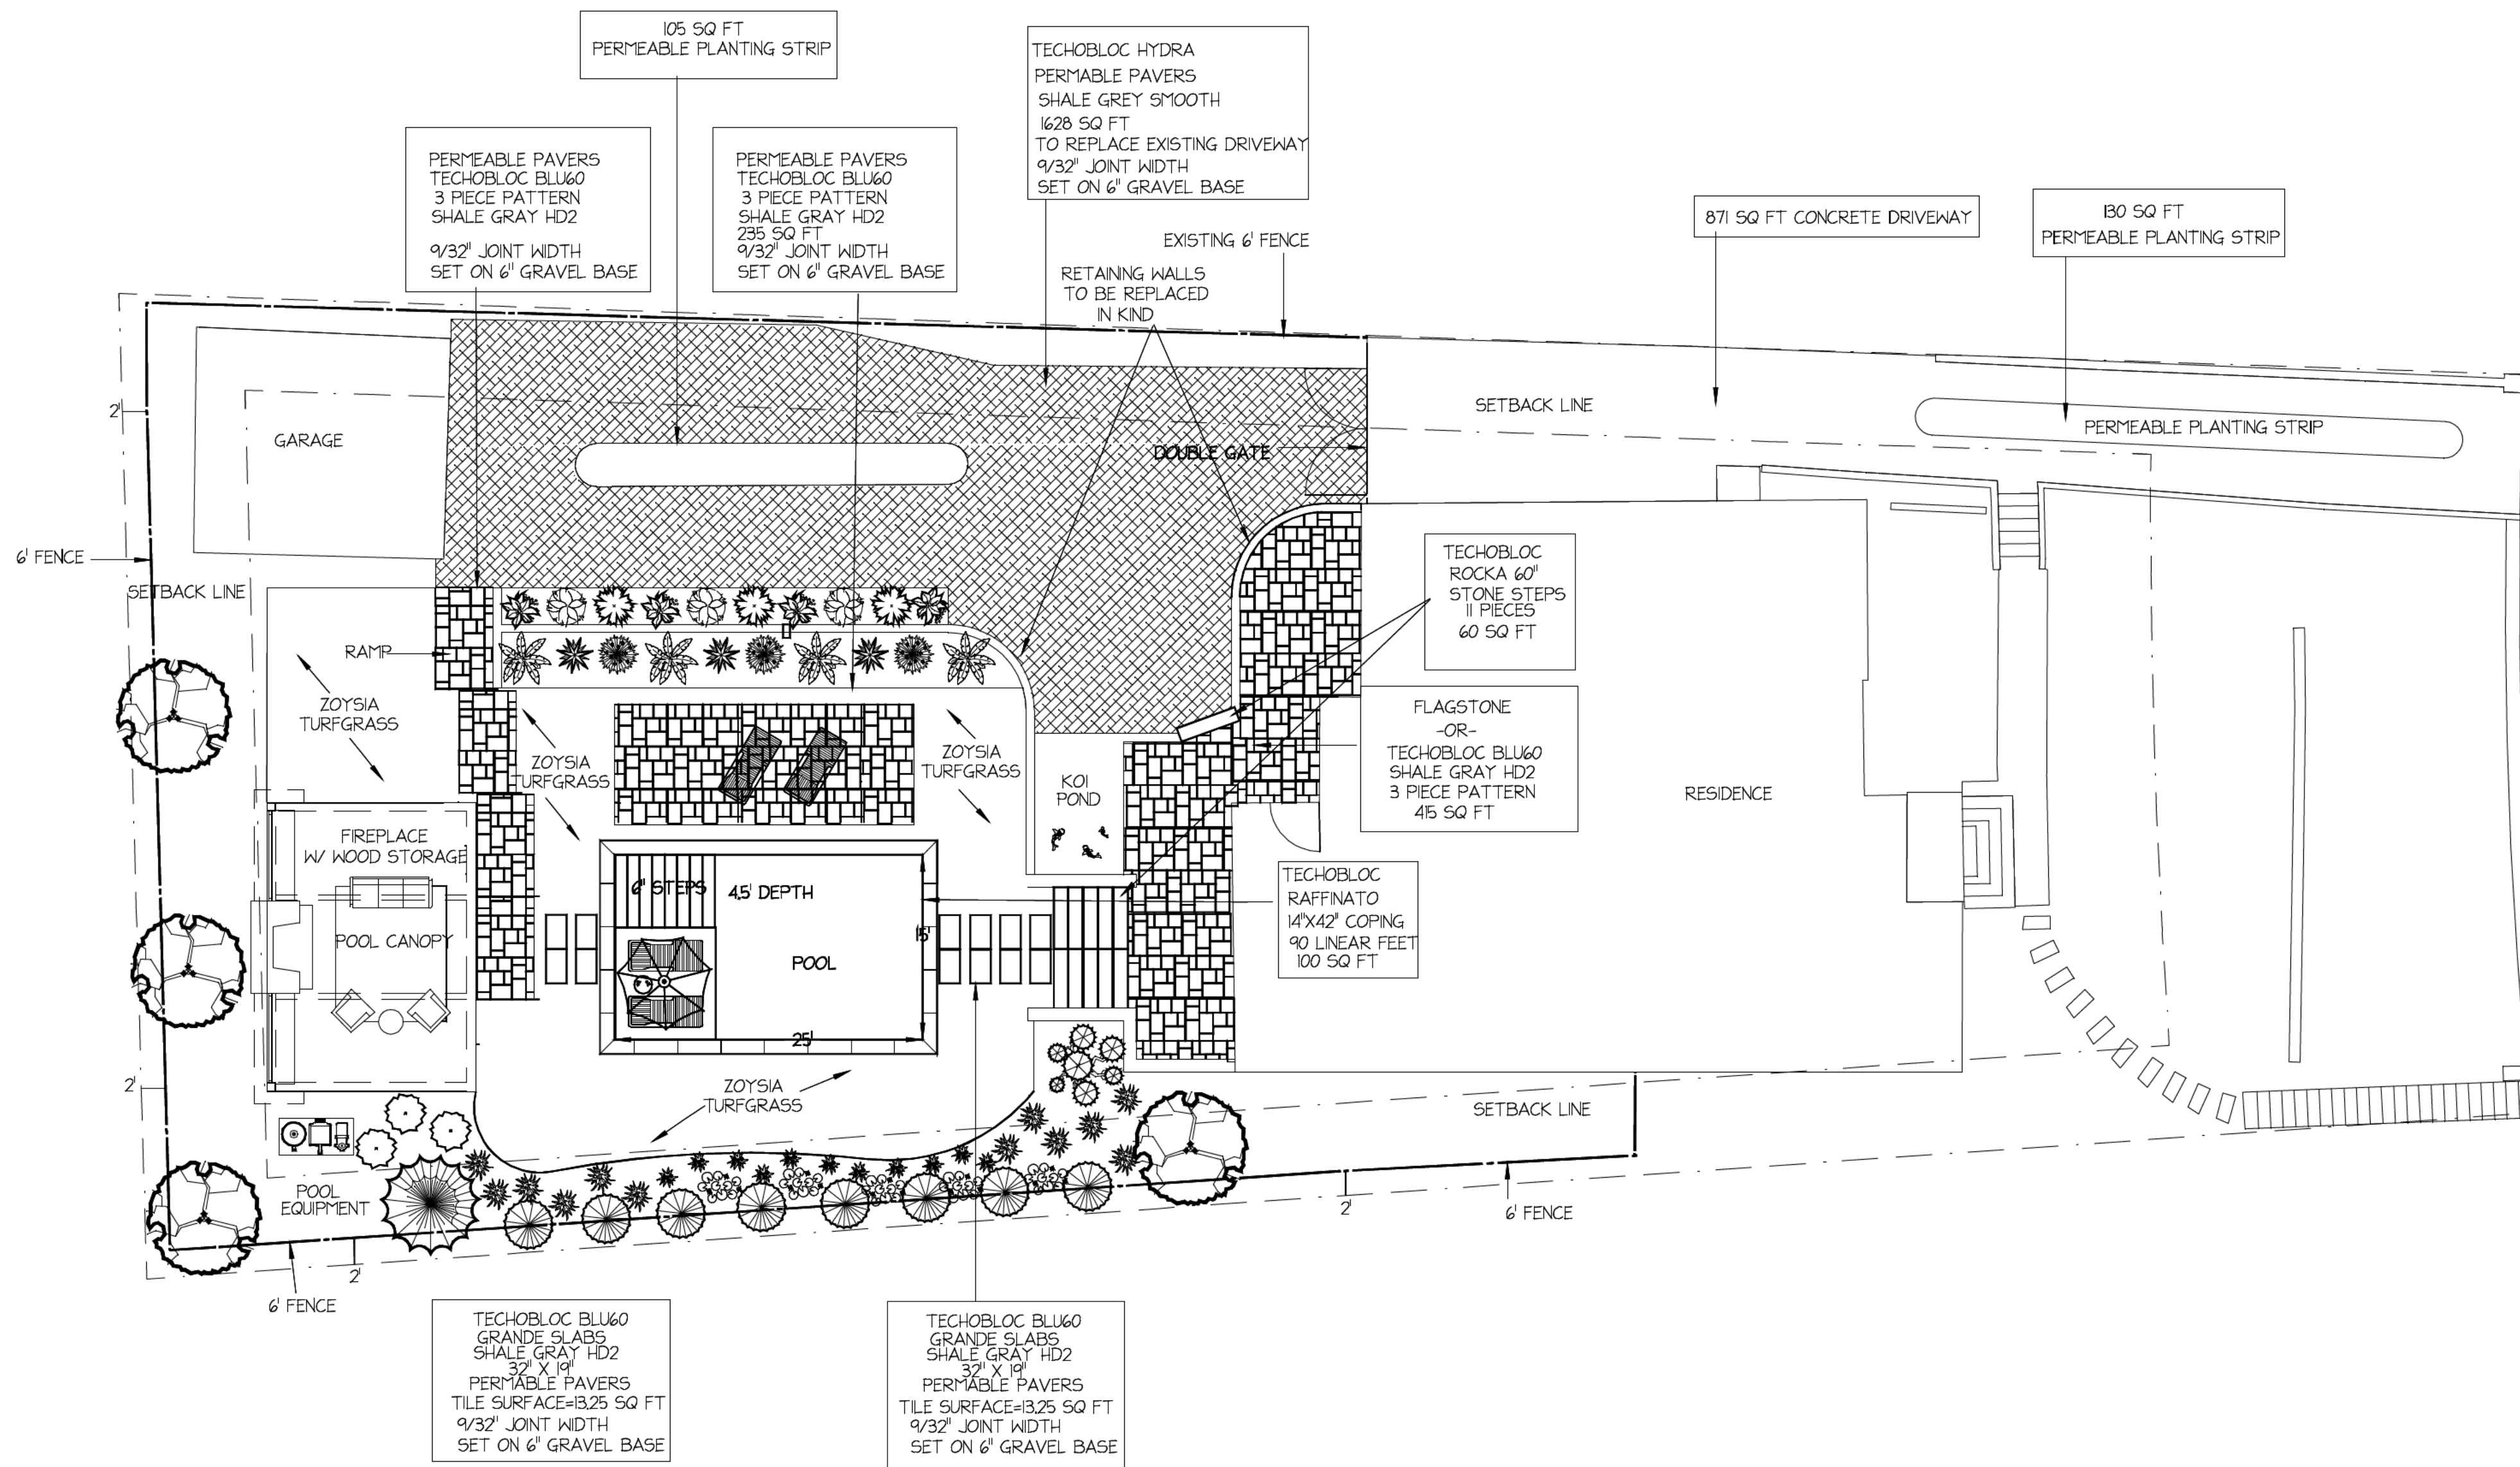 105 SQ FT
PERMEABLE PLANTING STRIP
TECHOBLOC HYDRA
PERMABLE PAVERS
SHALE GREY SMOOTH
1628 SQ FT
TO REPLACE EXISTING DRIVEWAY
9/32" JOINT WIDTH
SET ON 6" GRAVEL BASE
PERMEABLE PAVERS
TECHOBLOC BLU60
3 PIECE PATTERN
SHALE GRAY HD2
9/32" JOINT WIDTH
SET ON 6" GRAVEL BASE
PERMEABLE PAVERS
TECHOBLOC BLU60
3 PIECE PATTERN
SHALE GRAY HD2
235 SQ FT
9/32" JOINT WIDTH
SET ON 6" GRAVEL BASE
871 SQ FT CONCRETE DRIVEWAY
130 SQ FT
PERMEABLE PLANTING STRIP
EXISTING 6' FENCE
RETAINING WALLS
TO BE REPLACED
IN KIND
2'
GARAGE
SETBACK LINE
PERMEABLE PLANTING STRIP
DOUBLE GATE
6' FENCE
SETBACK LINE
TECHOBLOC
ROCKA 60"
STONE STEPS
11 PIECES
60 SQ FT
RAMP
ZOYSIA
TURFGRASS
ZOYSIA
TURFGRASS
ZOYSIA
TURFGRASS
KOI
POND
FLAGSTONE
-OR-
TECHOBLOC BLU60
SHALE GRAY HD2
3 PIECE PATTERN
415 SQ FT
RESIDENCE
FIREPLACE
W/ WOOD STORAGE
6" STEPS
4.5' DEPTH
TECHOBLOC
RAFFINATO
14"X42" COPING
90 LINEAR FEET
100 SQ FT
POOL CANOPY
15'
POOL
25'
2'
ZOYSIA
TURFGRASS
SETBACK LINE
POOL
EQUIPMENT
2'
6' FENCE
2'
6' FENCE
TECHOBLOC BLU60
GRANDE SLABS
SHALE GRAY HD2
32" X 19"
PERMABLE PAVERS
TILE SURFACE=13.25 SQ FT
9/32" JOINT WIDTH
SET ON 6" GRAVEL BASE
TECHOBLOC BLU60
GRANDE SLABS
SHALE GRAY HD2
32" X 19"
PERMABLE PAVERS
TILE SURFACE=13.25 SQ FT
9/32" JOINT WIDTH
SET ON 6" GRAVEL BASE